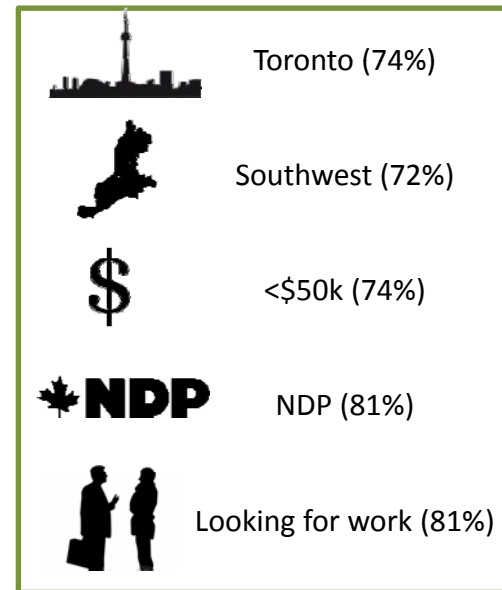 Toronto (74%)
Southwest (72%)
$
<$50k (74%)
NDP
NDP (81%)
Looking for work (81%)